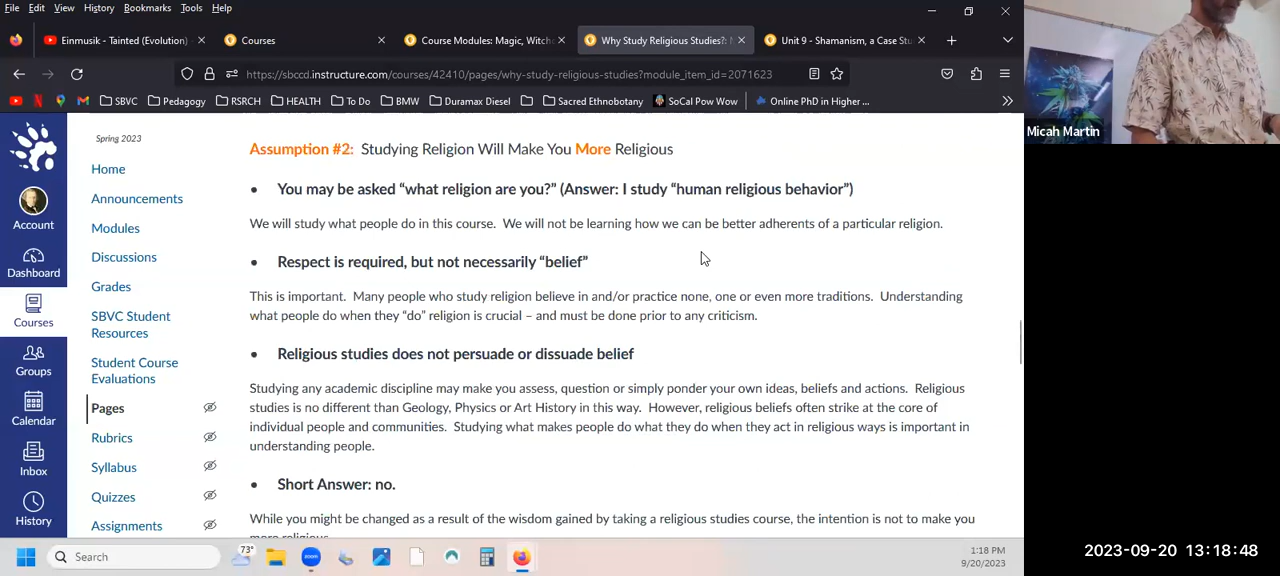 File Edit View History Bookmarks Tools Help
Einmusik - Tainted (Evolution)
Courses
Course Modules: Magic, Witch
Why Study Religious Studies?:
Unit 9 - Shamanism, a Case Stu
https://sbccd.instructure.com/courses/42410/pages/why-study-religious-studies?module_item_id=2071623
SBVC Pedagogy RSRCH HEALTH To Do BMW Duramax Diesel Sacred Ethnobotany SoCal Pow Wow Online PhD in Higher ...
Micah Martin
Account
Dashboard
Courses
Groups
Calendar
Inbox
History
Spring 2023
Home
Announcements
Modules
Discussions
Grades
SBVC Student
Resources
Student Course
Evaluations
Pages
Rubrics
Syllabus
Quizzes
Assignments
Assumption #2: Studying Religion Will Make You More Religious
• You may be asked “what religion are you?” (Answer: I study “human religious behavior”)
We will study what people do in this course. We will not be learning how we can be better adherents of a particular religion.
• Respect is required, but not necessarily “belief”
This is important. Many people who study religion believe in and/or practice none, one or even more traditions. Understanding
what people do when they “do” religion is crucial – and must be done prior to any criticism.
• Religious studies does not persuade or dissuade belief
Studying any academic discipline may make you assess, question or simply ponder your own ideas, beliefs and actions. Religious
studies is no different than Geology, Physics or Art History in this way. However, religious beliefs often strike at the core of
individual people and communities. Studying what makes people do what they do when they act in religious ways is important in
understanding people.
• Short Answer: no.
While you might be changed as a result of the wisdom gained by taking a religious studies course, the intention is not to make you
more religious
Search
73°
zoom
1:18 PM
9/20/2023
2023-09-20 13:18:48